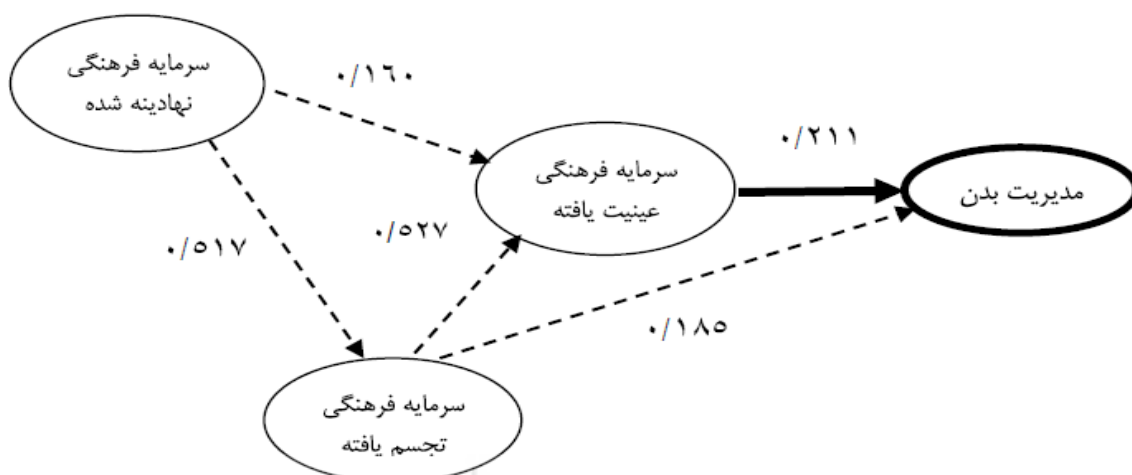 سرمایه فرهنگی
نهادینه شده
۰/۱۶۰
سرمایه فرهنگی
عینیت یافته
۰/۲۱۱
مدیریت بدن
۰/۵۱۷
۰/۵۲۷
۰/۱۸۵
سرمایه فرهنگی
تجسم یافته